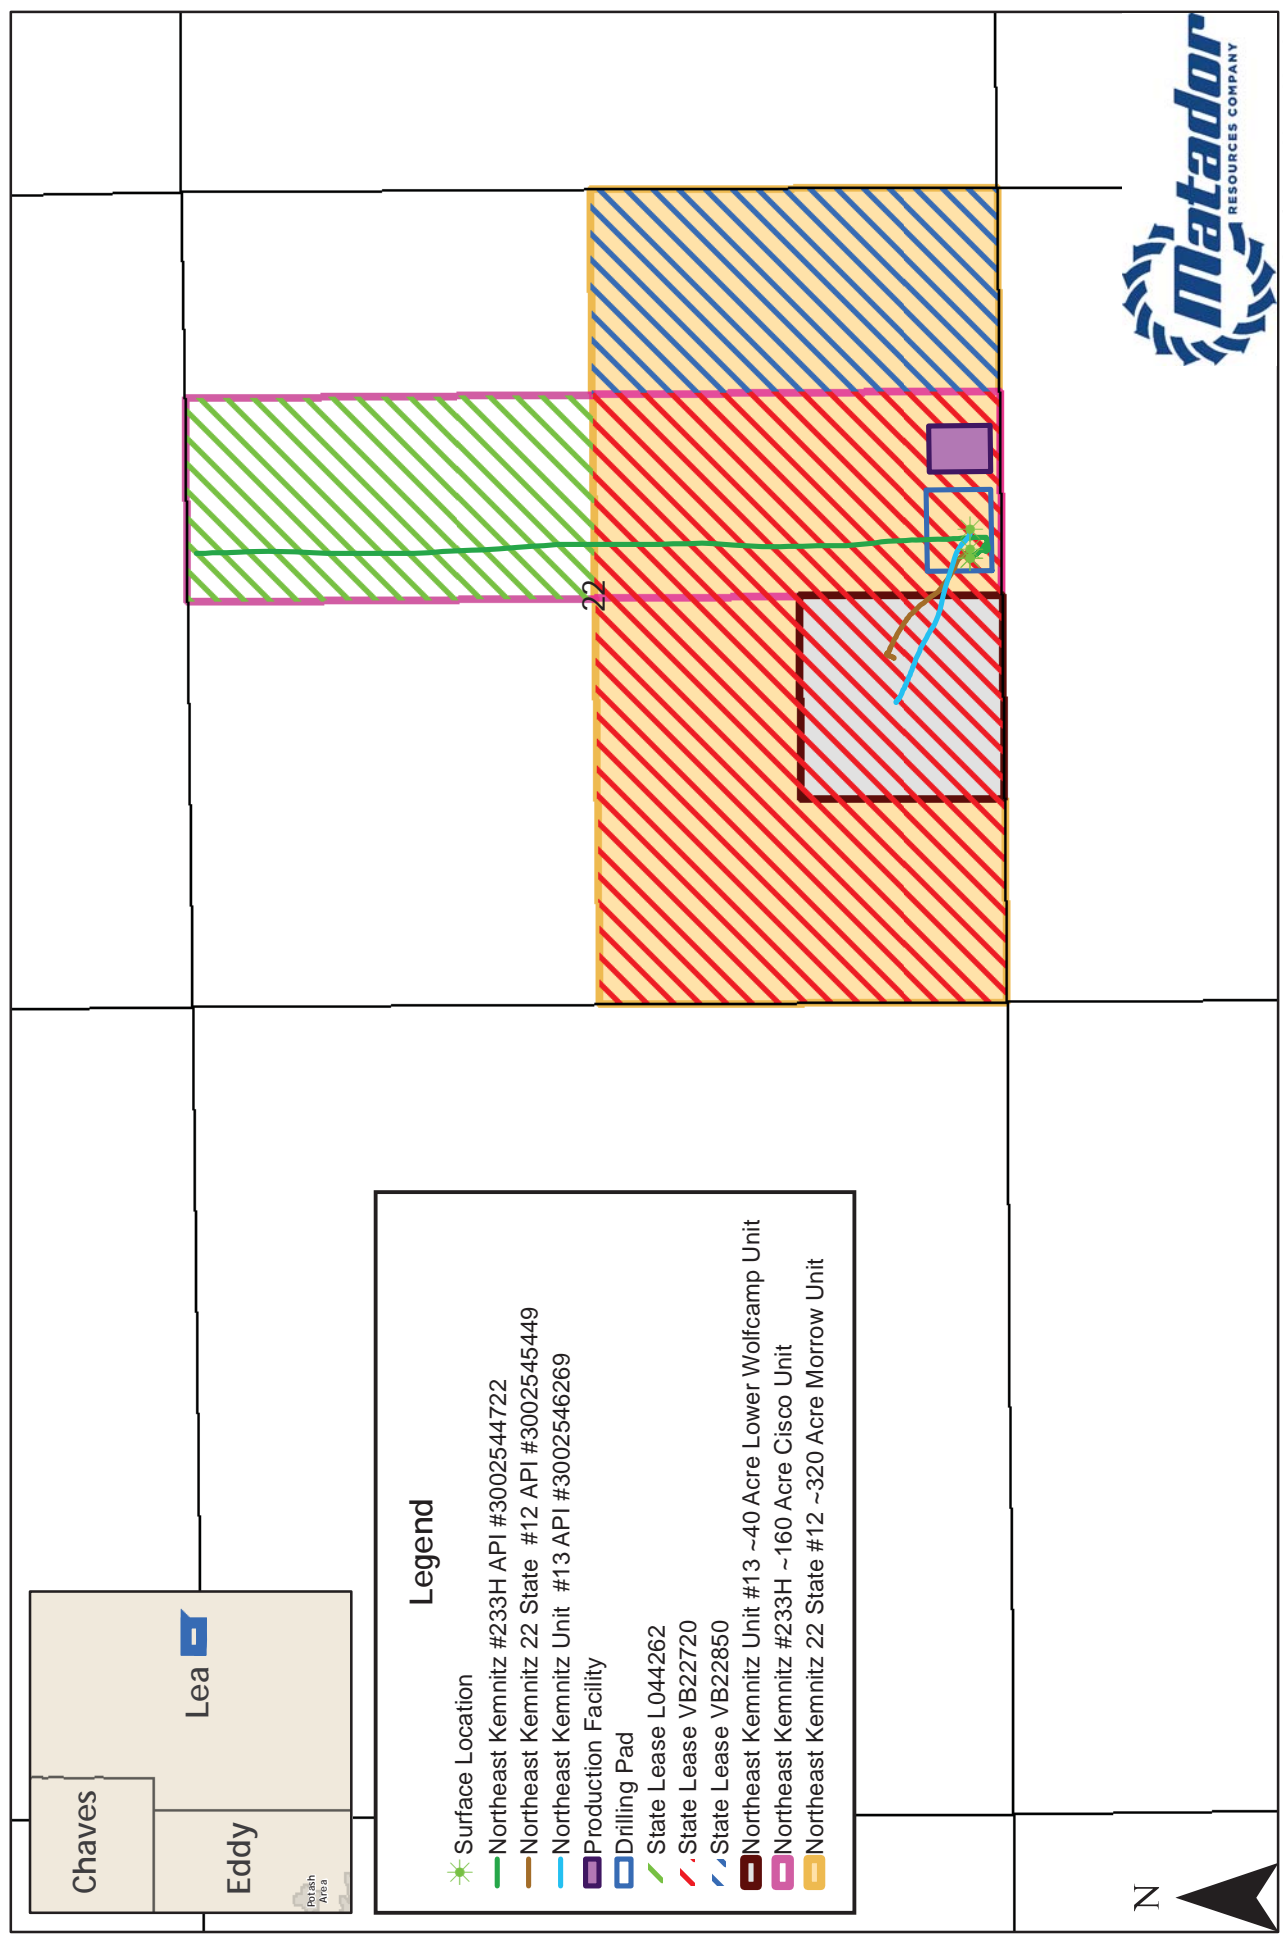 Chaves
Eddy
Lea
Potash
Area
Legend
Surface Location
Northeast Kemnitz #233H API #3002544722
Northeast Kemnitz 22 State #12 API #3002545449
Northeast Kemnitz Unit #13 API #3002546269
Production Facility
Drilling Pad
State Lease L044262
State Lease VB22720
State Lease VB22850
Northeast Kemnitz Unit #13 ~40 Acre Lower Wolfcamp Unit
Northeast Kemnitz #233H ~160 Acre Cisco Unit
Northeast Kemnitz 22 State #12 ~320 Acre Morrow Unit
N
22
Matador
RESOURCES COMPANY